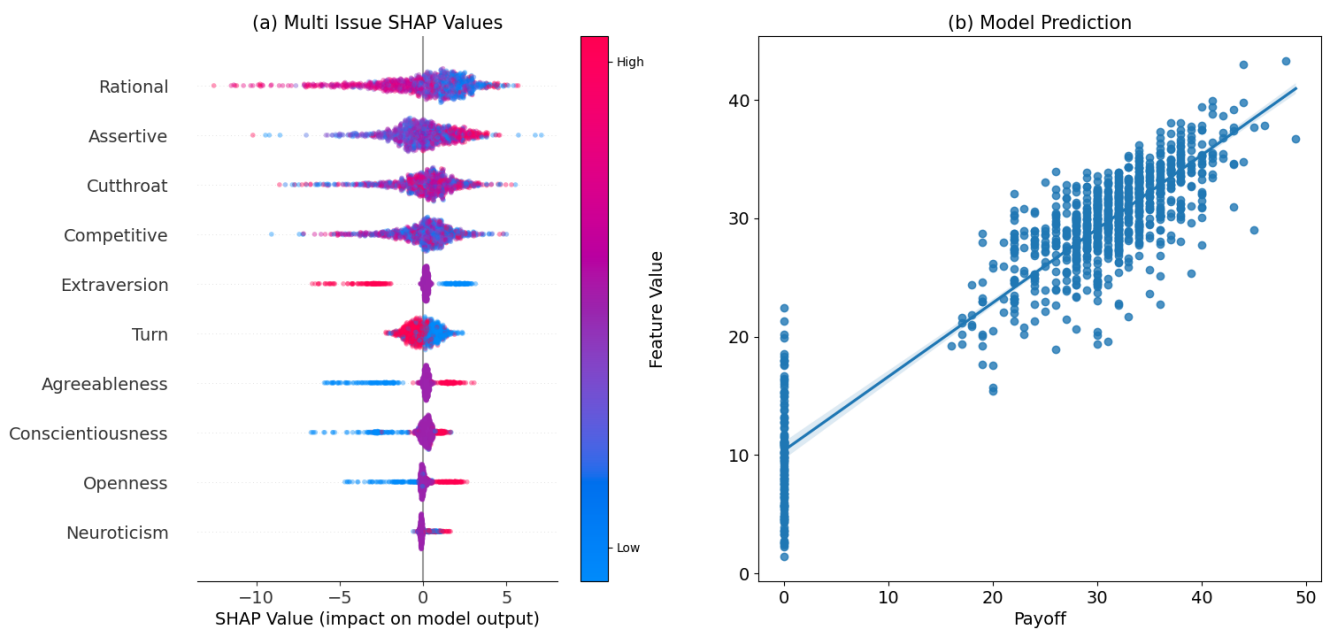 (a) Multi Issue SHAP Values
Rational
Assertive
Cutthroat
Competitive
Extraversion
Turn
Agreeableness
Conscientiousness
Openness
Neuroticism
−10
−5
0
5
SHAP Value (impact on model output)
High
Low
Feature Value
(b) Model Prediction
40
30
20
10
0
0
10
20
30
40
50
Payoff